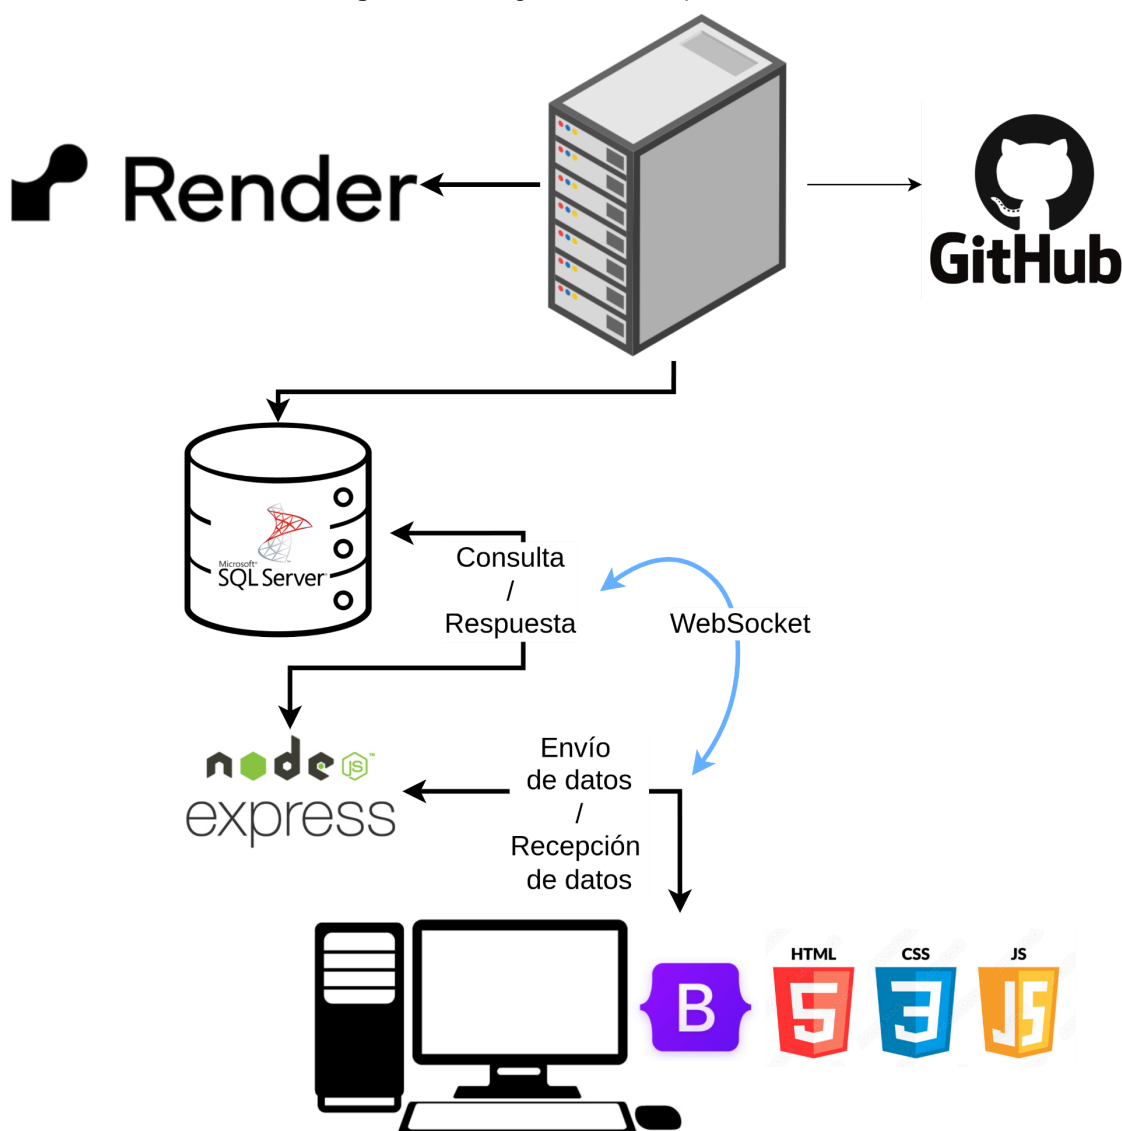 Render
GitHub
Microsoft®
SQL Server
Consulta
/
Respuesta
WebSocket
node JS™
express
Envío
de datos
/
Recepción
de datos
B
HTML
5
CSS
3
JS
JS